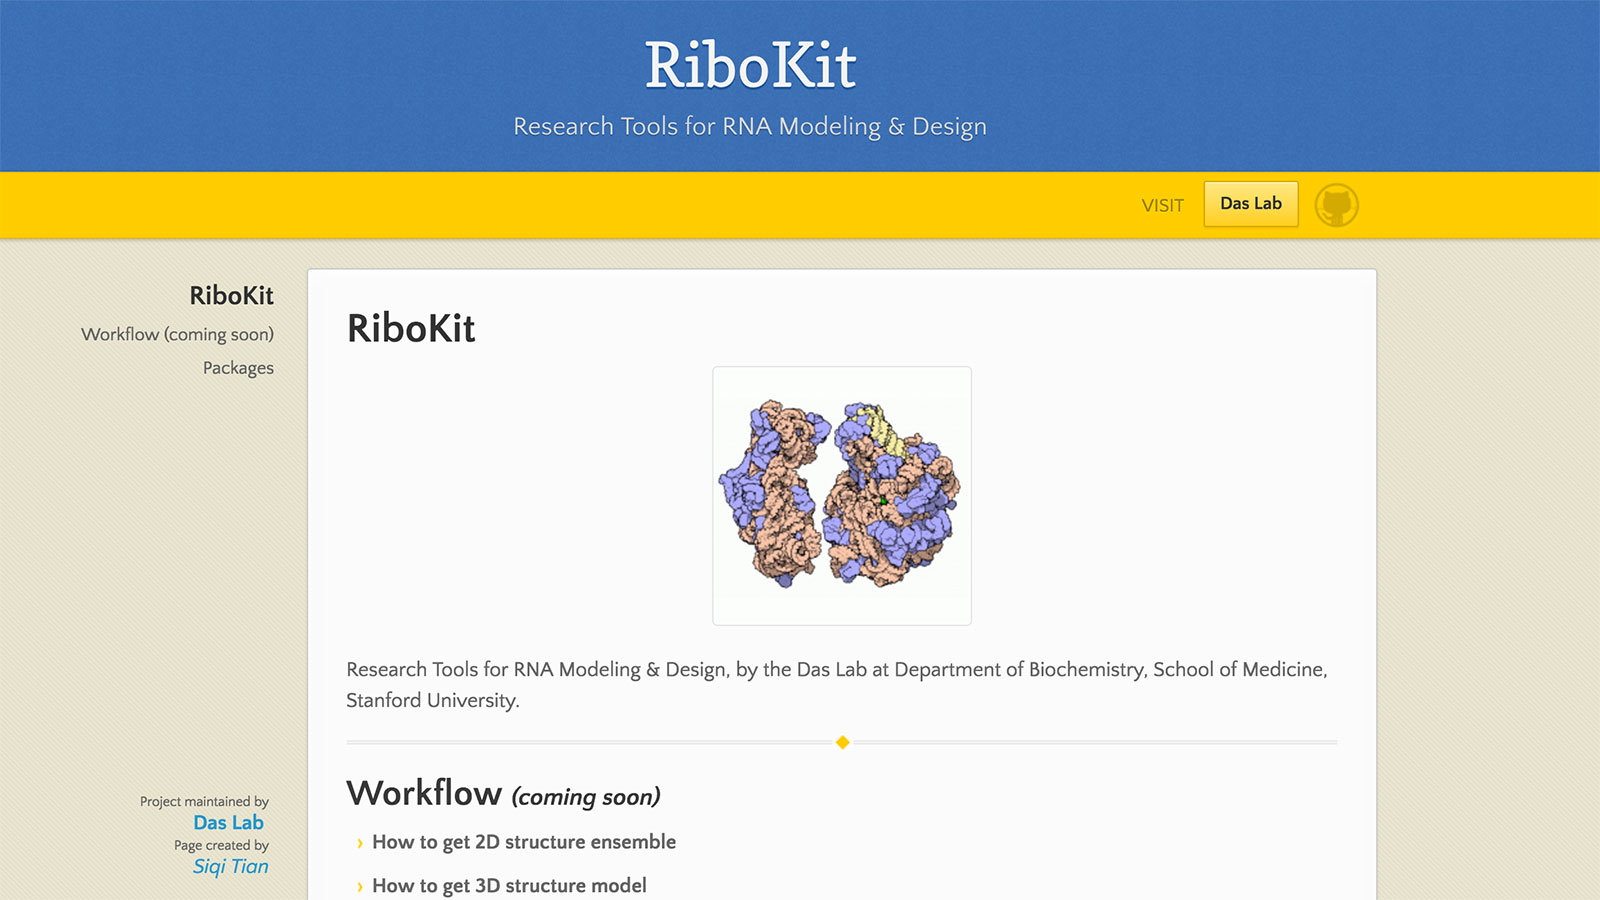 RiboKit
Research Tools for RNA Modeling & Design
VISIT
Das Lab
RiboKit
Workflow (coming soon)
Packages
RiboKit
Research Tools for RNA Modeling & Design, by the Das Lab at Department of Biochemistry, School of Medicine,
Stanford University.
Workflow (coming soon)
› How to get 2D structure ensemble
› How to get 3D structure model
Project maintained by
Das Lab
Page created by
Siqi Tian